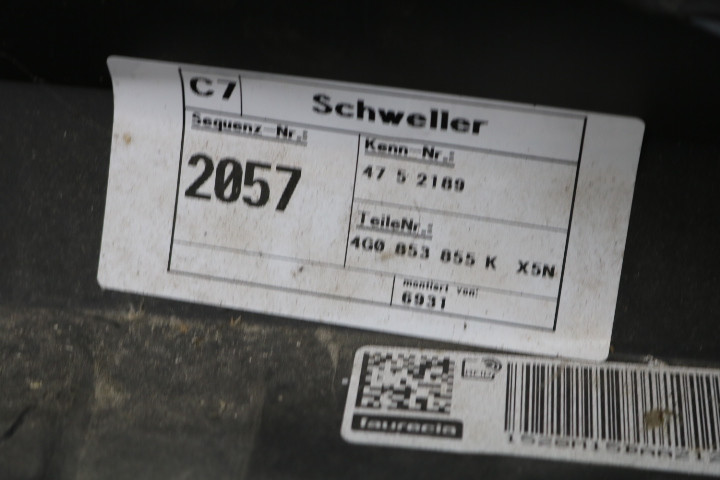 C7 Schweller
Sequenz-Nr.:
2057
Kenn-Nr.:
47 5 2189
TeileNr.:
4G0 853 855 K X5N
montiert von:
6931
faurecia